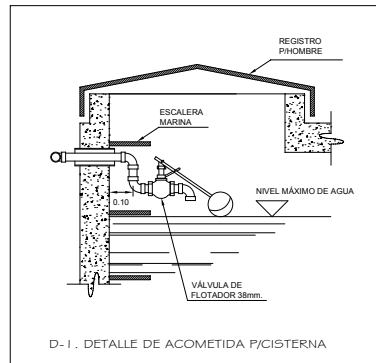 REGISTRO
P/HOMBRE
ESCALERA
MARINA
0.10
NIVEL MÁXIMO DE AGUA
VÁLVULA DE
FLOTADOR 38mm.
D-1. DETALLE DE ACOMETIDA P/CISTERNA